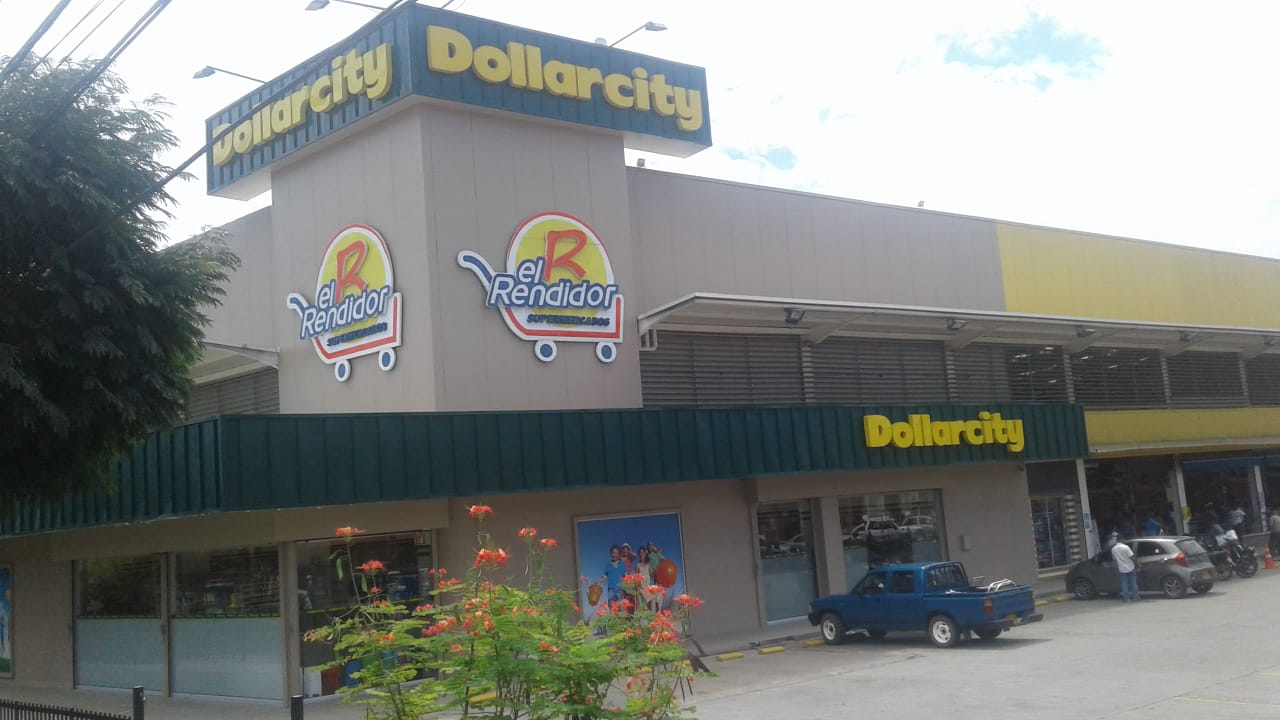 Dollarcity
Dollarcity
R
el
Rendidor
SUPERMERCADOS
R
el
Rendidor
SUPERMERCADOS
Dollarcity